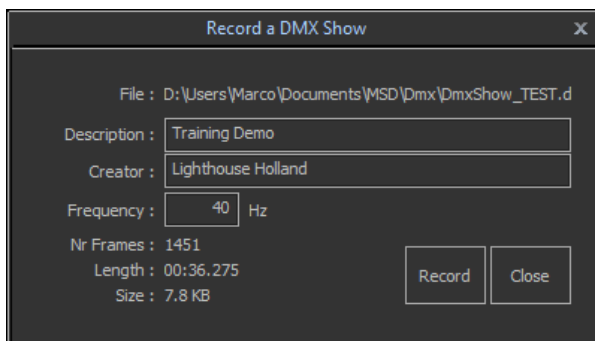 Record a DMX Show x
File : D:\Users\Marco\Documents\MSD\Dmx\DmxShow_TEST.d
Description : Training Demo
Creator : Lighthouse Holland
Frequency : 40 Hz
Nr Frames : 1451
Length : 00:36.275
Size : 7.8 KB
Record Close